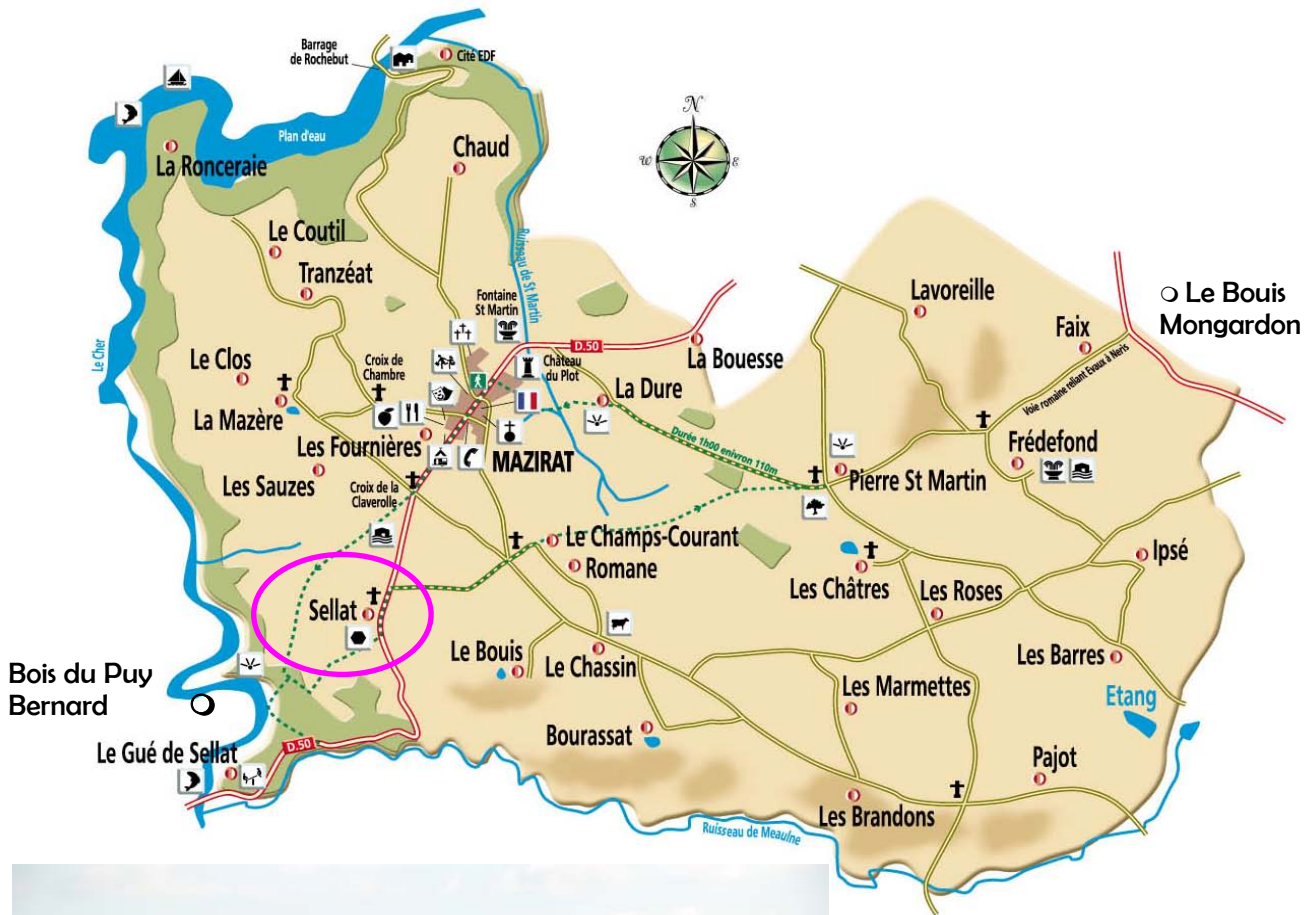 Barrage
de Rochebut
Cité EDF
N
W
E
S
Plan d'eau
Chaud
La Ronceraie
Le Coutil
Ruisseau de St Martin
Tranzéat
Lavoreille
Le Bouis
Mongardon
Fontaine
St Martin
Faix
Le Cher
D.50
La Bouesse
Le Clos
Croix de
Chambre
Château
du Plot
La Dure
Voie romaine reliant Evaux à Neris
La Mazère
Les Fournières
Durée 1h00 enivron 110m
Frédefond
MAZIRAT
Pierre St Martin
Les Sauzes
Croix de la
Claverolle
Le Champs-Courant
Romane
Ipsé
Les Châtres
Les Roses
Sellat
Le Bouis
Le Chassin
Les Barres
Bois du Puy
Bernard
Les Marmettes
Etang
Bourassat
D.50
Le Gué de Sellat
Pajot
Les Brandons
Ruisseau de Meaulne